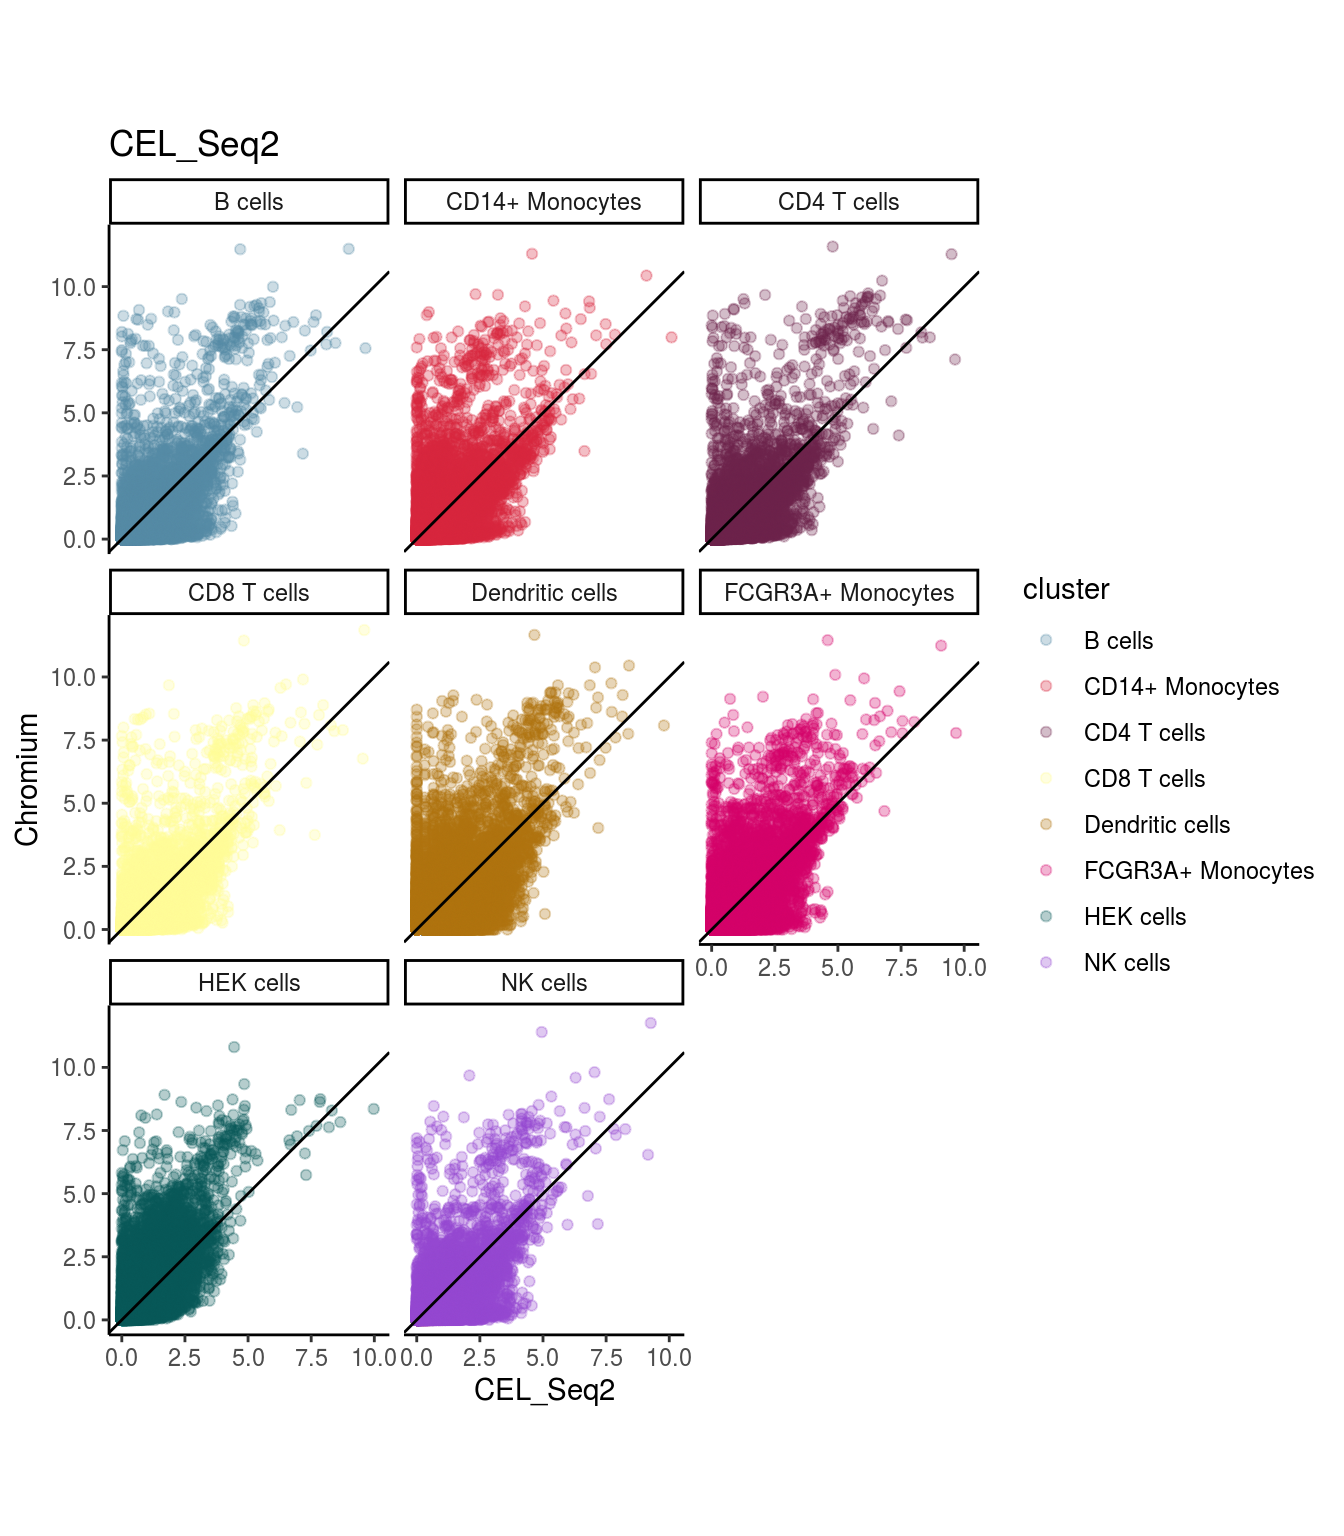 CEL_Seq2
B cells
CD14+ Monocytes
CD4 T cells
10.0
7.5
5.0
2.5
0.0
CD8 T cells
Dendritic cells
FCGR3A+ Monocytes
10.0
7.5
5.0
2.5
0.0
0.0 2.5 5.0 7.5 10.0
HEK cells
NK cells
10.0
7.5
5.0
2.5
0.0
0.0 2.5 5.0 7.5 10.0
0.0 2.5 5.0 7.5 10.0
CEL_Seq2
Chromium
cluster
B cells
CD14+ Monocytes
CD4 T cells
CD8 T cells
Dendritic cells
FCGR3A+ Monocytes
HEK cells
NK cells